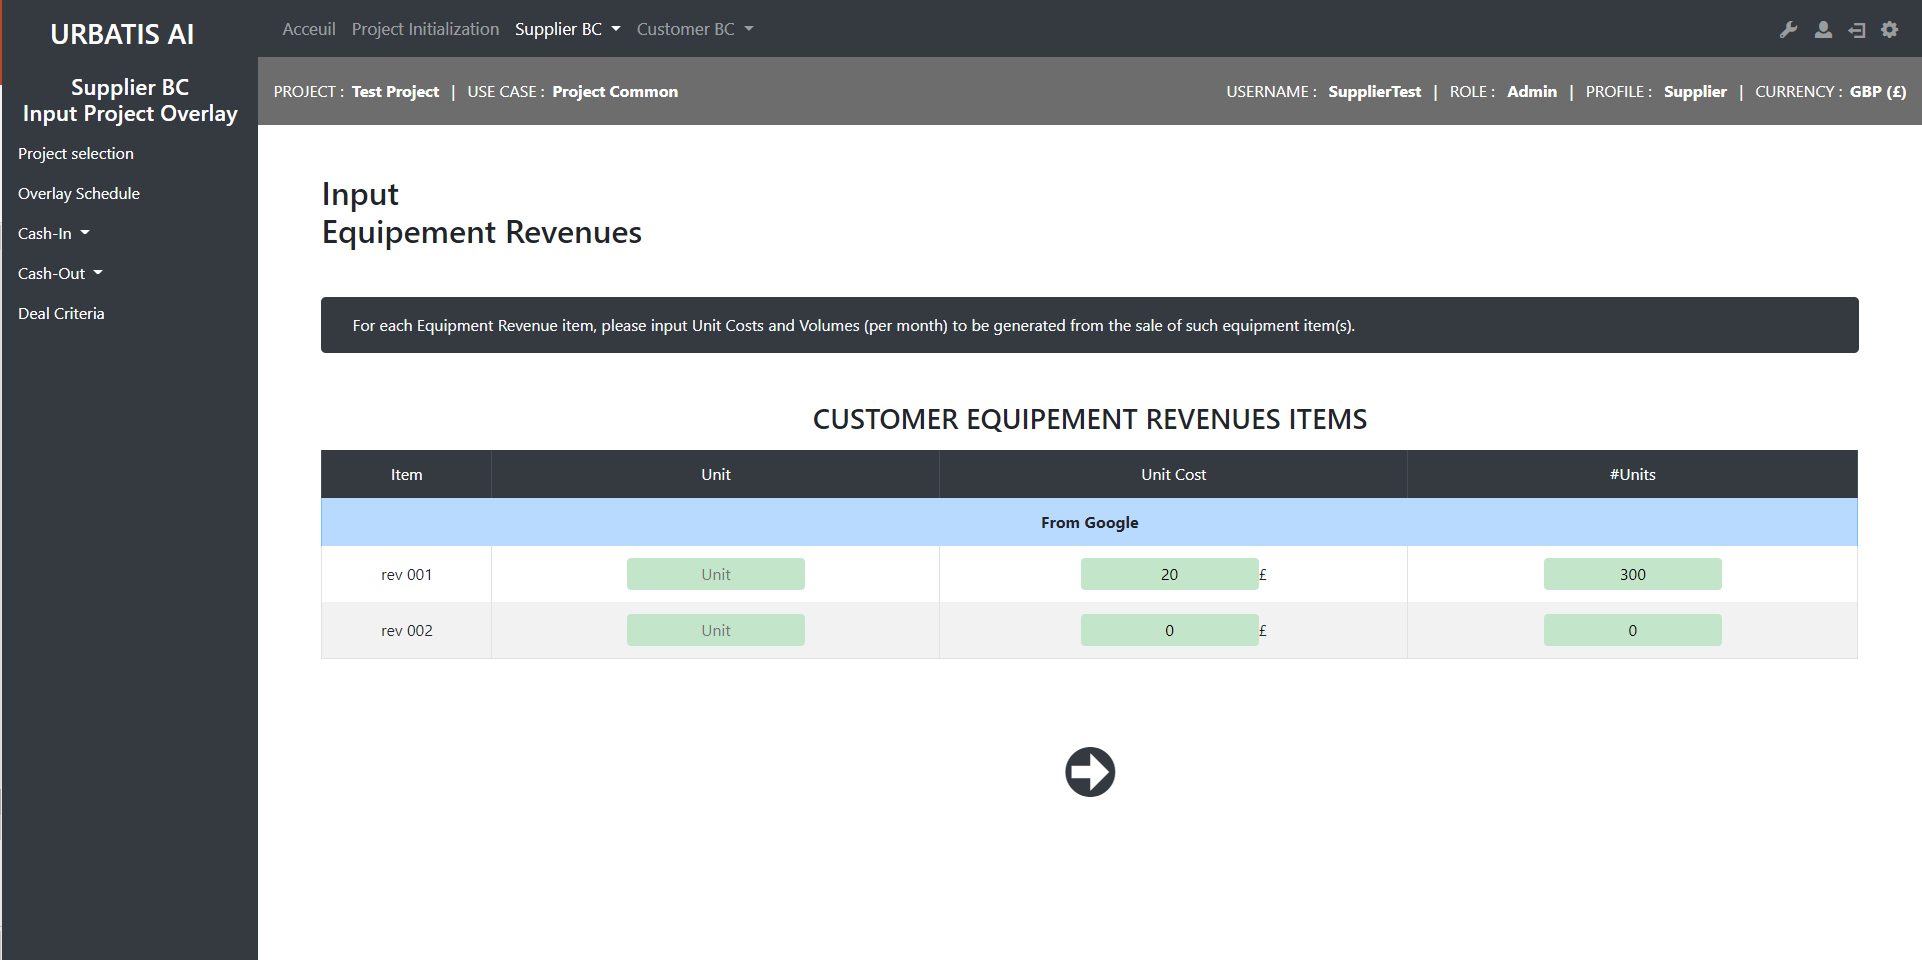 URBATIS AI
Acceuil Project Initialization Supplier BC Customer BC
Supplier BC
Input Project Overlay
Project selection
Overlay Schedule
Cash-In
Cash-Out
Deal Criteria
PROJECT : Test Project | USE CASE : Project Common
USERNAME : SupplierTest | ROLE : Admin | PROFILE : Supplier | CURRENCY : GBP (£)
Input
Equipement Revenues
For each Equipment Revenue item, please input Unit Costs and Volumes (per month) to be generated from the sale of such equipment item(s).
CUSTOMER EQUIPEMENT REVENUES ITEMS
Item Unit Unit Cost #Units
From Google
rev 001 Unit 20 £ 300
rev 002 Unit 0 £ 0